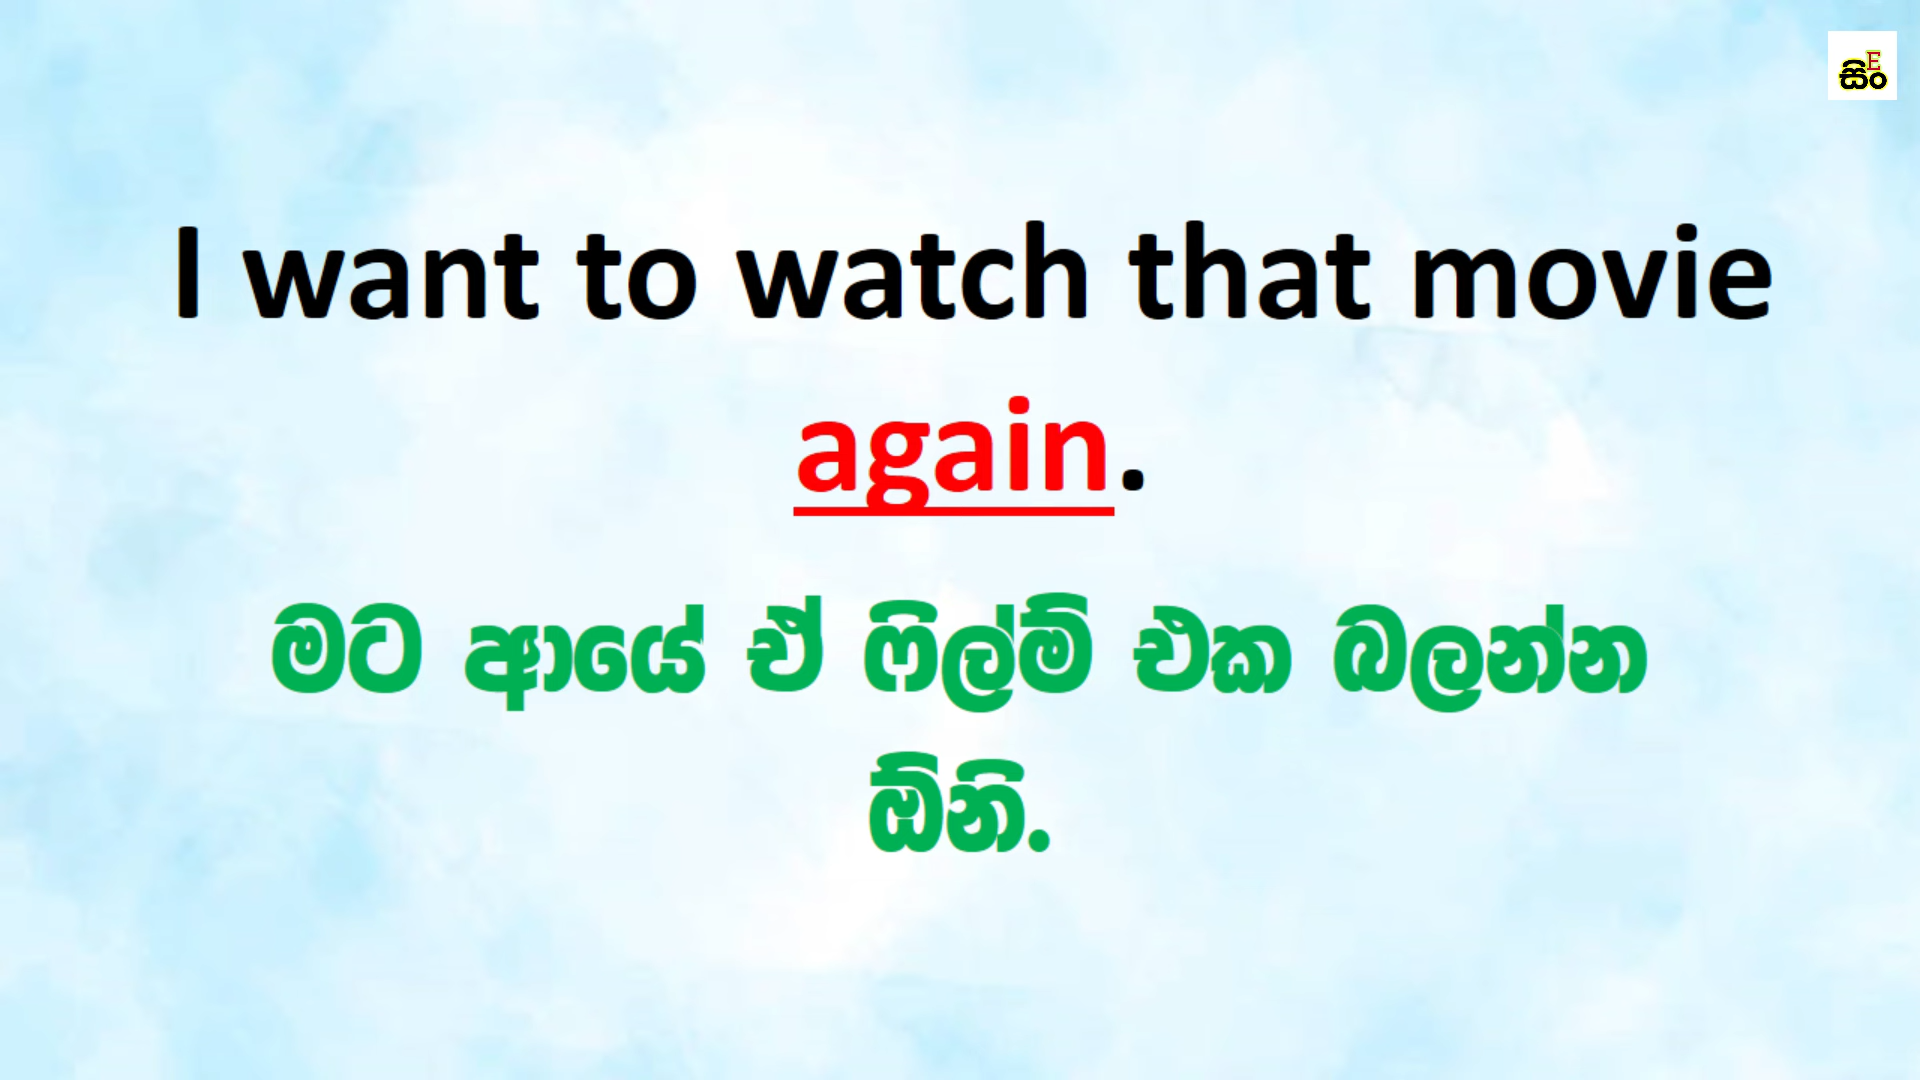 සිං
E
I want to watch that movie
again.
මට ආයේ ඒ ෆිල්ම් එක බලන්න
ඕනි.